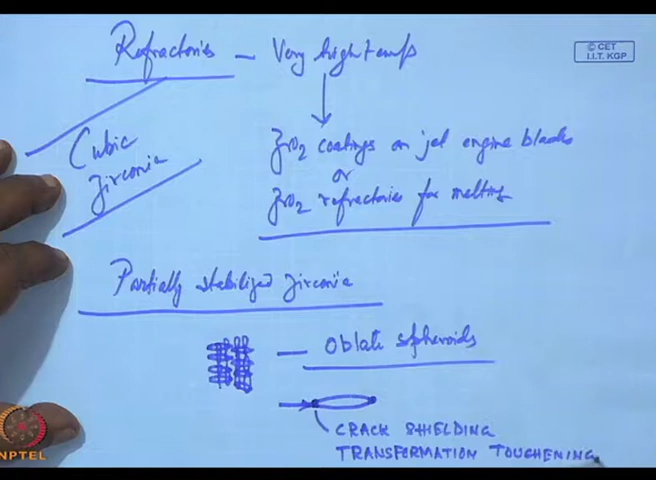 Refractories – Very high temp
© CET
I.I.T. KGP
Cubic
Zirconia
ZrO2 coatings on jet engine blades
or
ZrO2 refractories for melting
Partially stabilized Zirconia
— Oblate spheroids
CRACK SHIELDING
TRANSFORMATION TOUGHENING
NPTEL